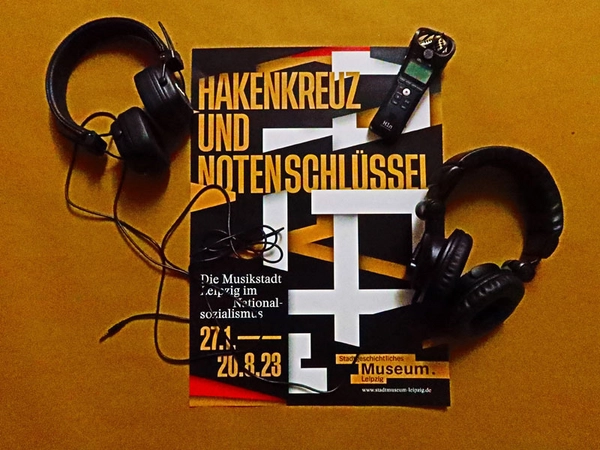 HAKENKREUZ
UND
NOTENSCHLÜSSEL
Die Musikstadt
Leipzig im
National-
sozialismus
27.1.—
20.8.23
Stadtgeschichtliches
Museum.
Leipzig
www.stadtmuseum-leipzig.de
H1n